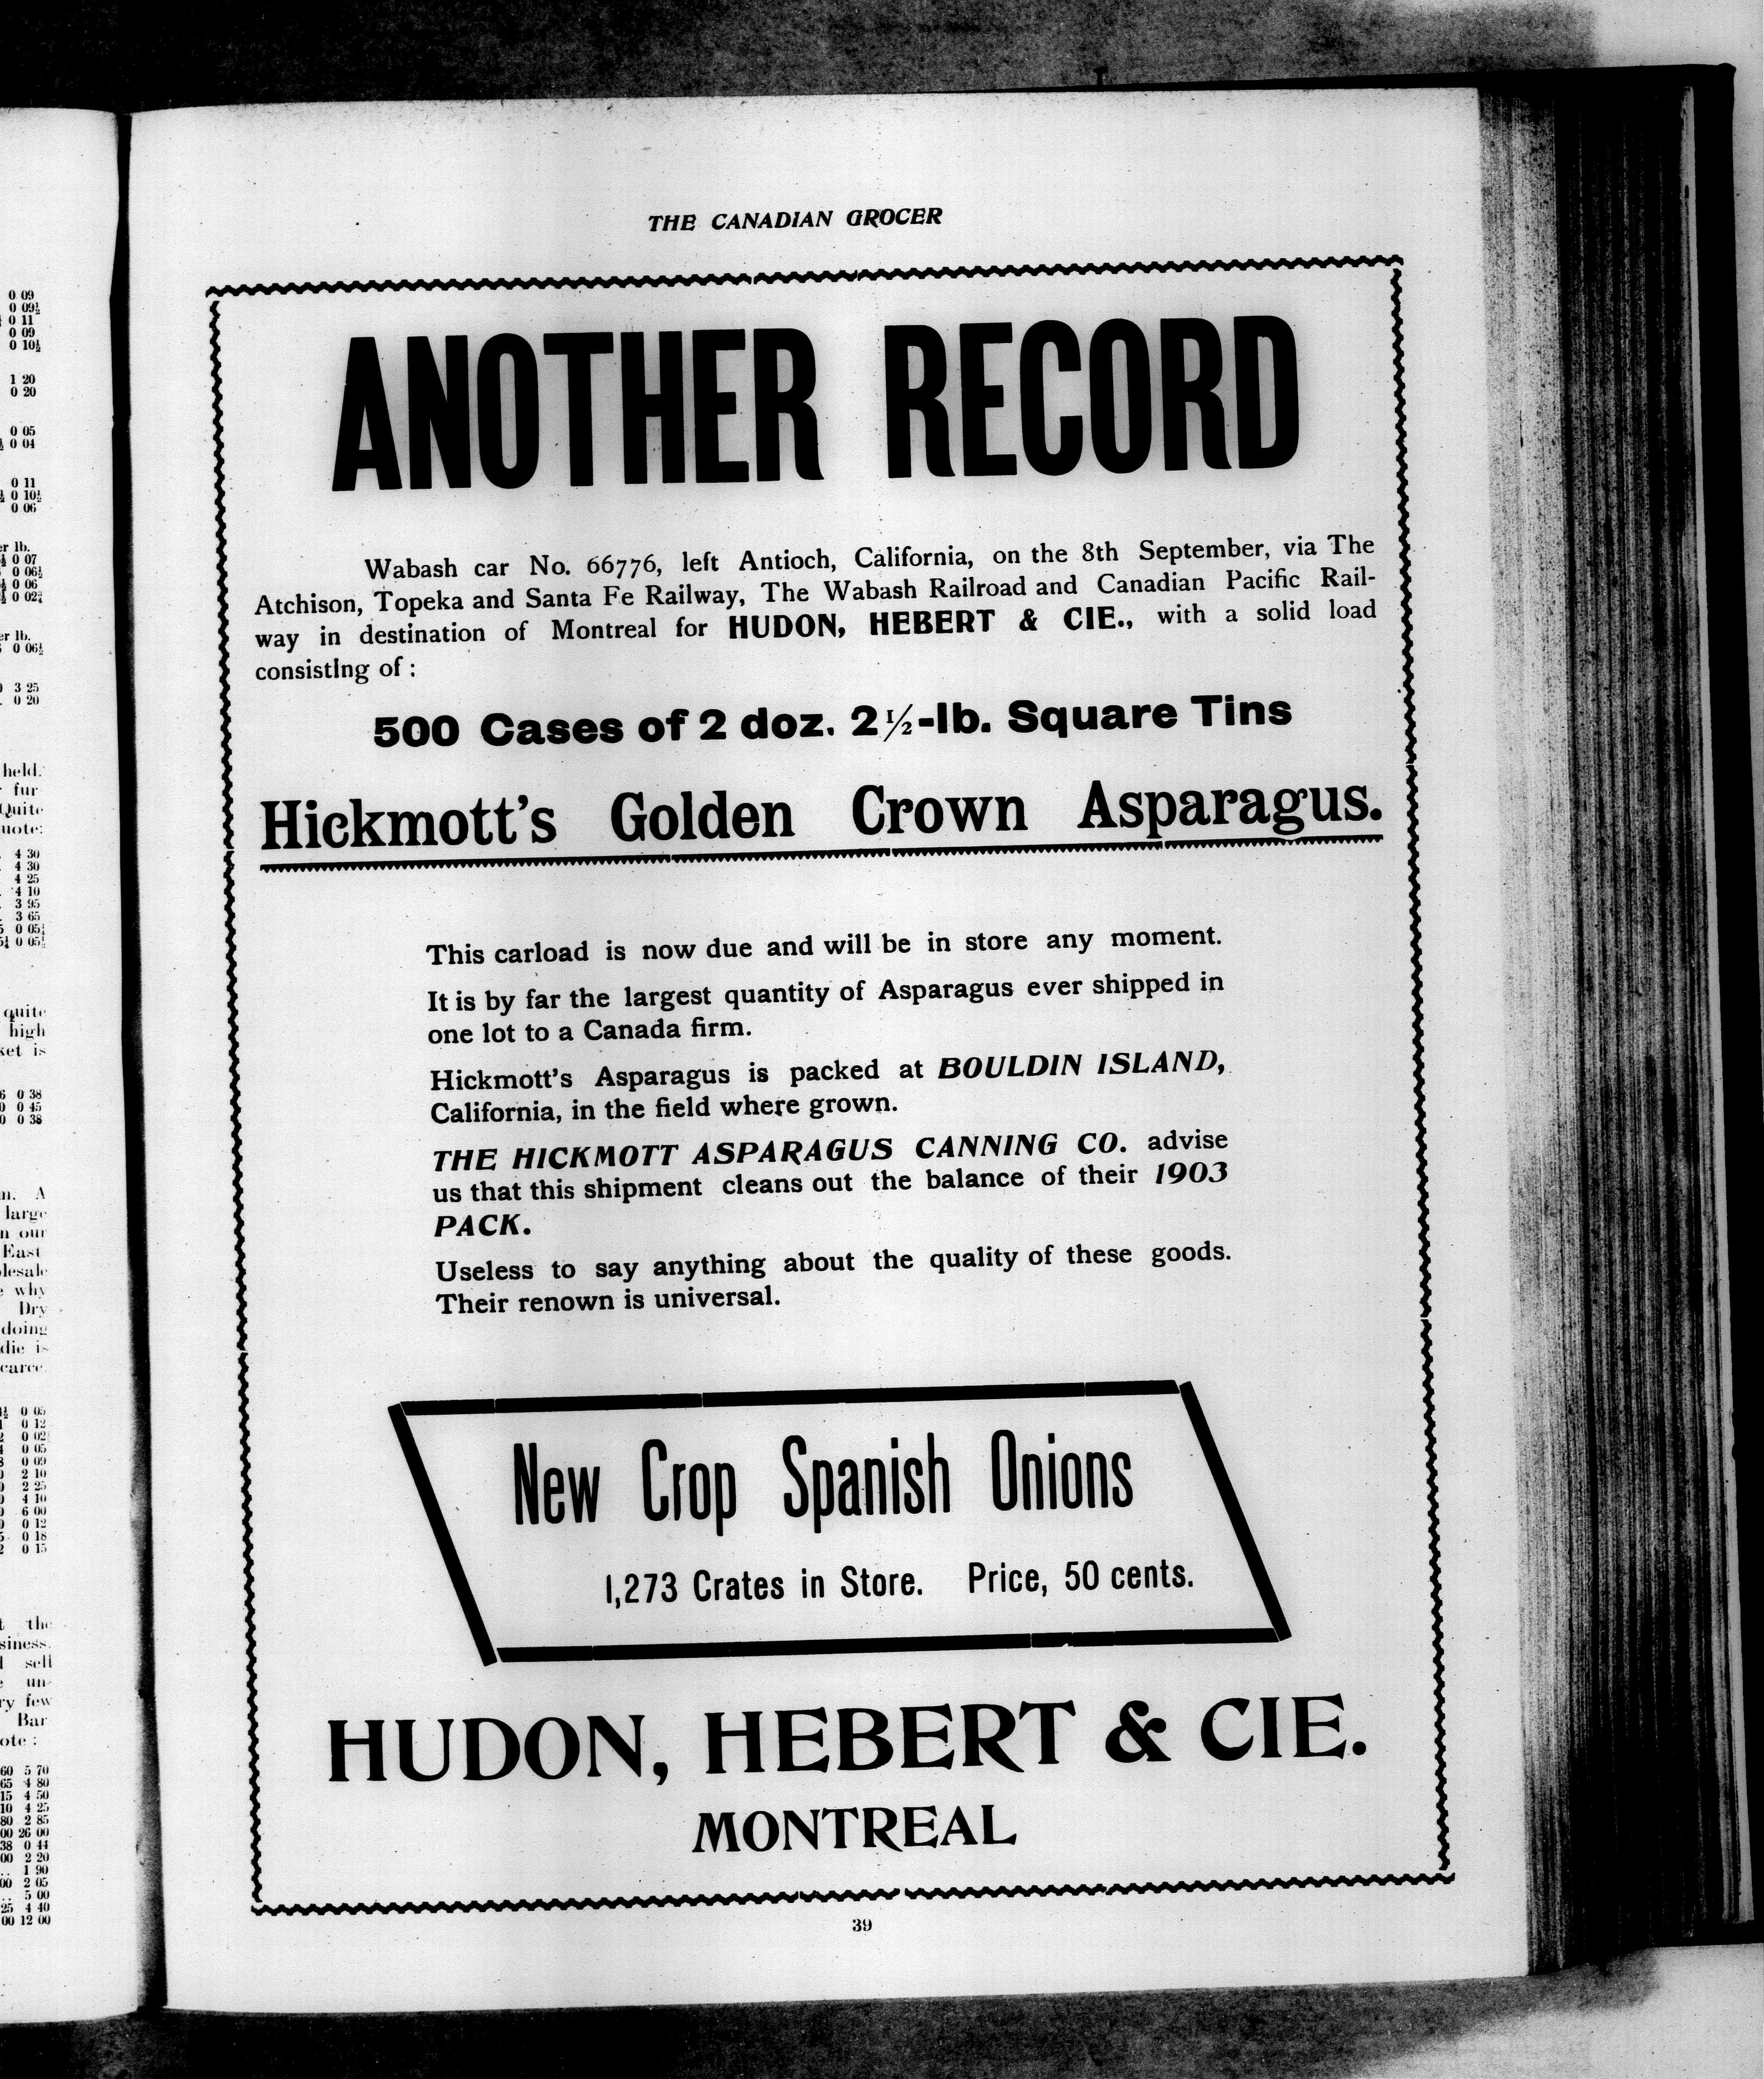 THE CANADIAN GROCER
ANOTHER RECORD
Wabash car No. 66776, left Antioch, California, on the 8th September, via The
Atchison, Topeka and Santa Fe Railway, The Wabash Railroad and Canadian Pacific Rail-
way in destination of Montreal for HUDON, HEBERT & CIE., with a solid load
consisting of :
500 Cases of 2 doz. 2½-lb. Square Tins
Hickmott's Golden Crown Asparagus.
This carload is now due and will be in store any moment.
It is by far the largest quantity of Asparagus ever shipped in
one lot to a Canada firm.
Hickmott's Asparagus is packed at BOULDIN ISLAND,
California, in the field where grown.
THE HICKMOTT ASPARAGUS CANNING CO. advise
us that this shipment cleans out the balance of their 1903
PACK.
Useless to say anything about the quality of these goods.
Their renown is universal.
New Crop Spanish Onions
1,273 Crates in Store. Price, 50 cents.
HUDON, HEBERT & CIE.
MONTREAL
39